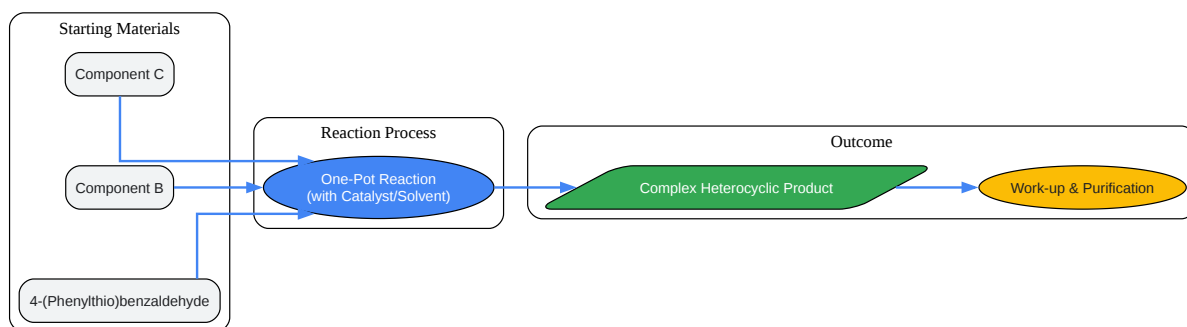 Starting Materials
Component C
Component B
4-(Phenylthio)benzaldehyde
Reaction Process
One-Pot Reaction
(with Catalyst/Solvent)
Outcome
Complex Heterocyclic Product
Work-up & Purification